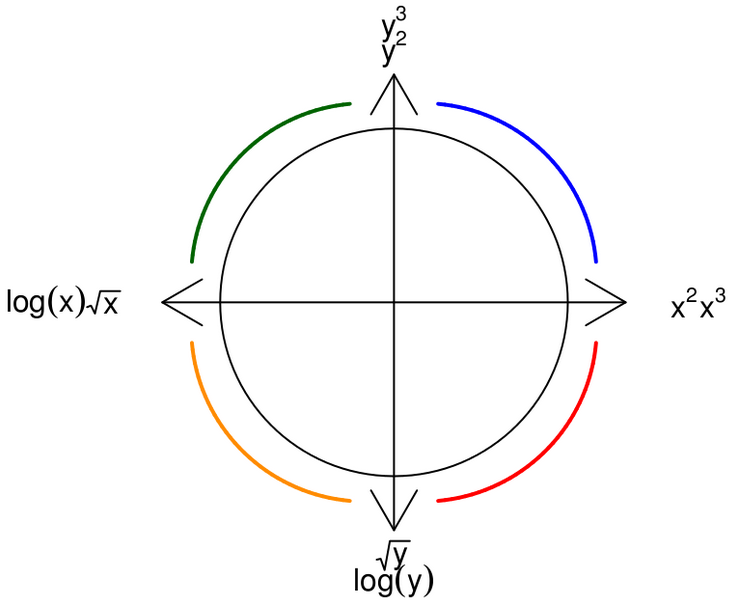 y³
y²
log(x)√x
x²x³
√y
log(y)